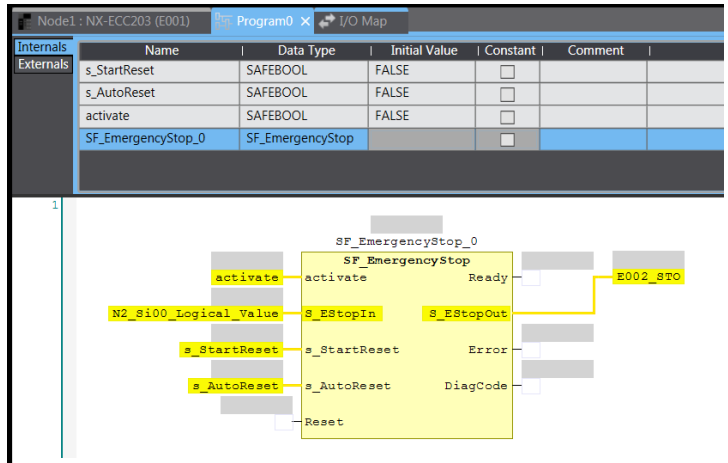 Node1 : NX-ECC203 (E001) Program0 I/O Map
Internals Name Data Type Initial Value Constant Comment
Externals
s_StartReset SAFEBOOL FALSE
s_AutoReset SAFEBOOL FALSE
activate SAFEBOOL FALSE
SF_EmergencyStop_0 SF_EmergencyStop
1
SF_EmergencyStop_0
SF_EmergencyStop
activate activate Ready E002_STO
N2_Si00_Logical_Value S_EStopIn S_EStopOut
s_StartReset s_StartReset Error
s_AutoReset s_AutoReset DiagCode
Reset